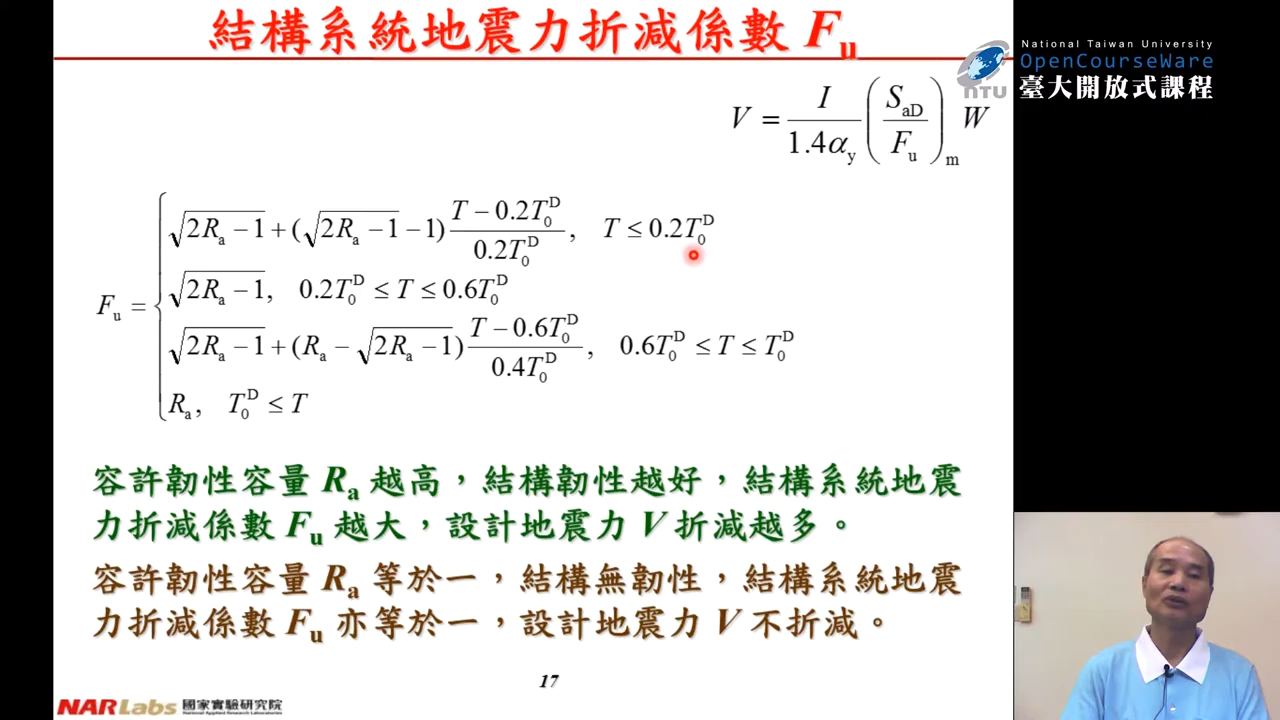 結構系統地震力折減係數 Fu
National Taiwan University
OpenCourseWare
NTU 臺大開放式課程
V = I / 1.4αy (SaD / Fu)m W
Fu = { √(2Ra − 1) + (√(2Ra − 1) − 1) (T − 0.2T0D) / 0.2T0D , T ≤ 0.2T0D
√(2Ra − 1), 0.2T0D ≤ T ≤ 0.6T0D
√(2Ra − 1) + (Ra − √(2Ra − 1)) (T − 0.6T0D) / 0.4T0D , 0.6T0D ≤ T ≤ T0D
Ra, T0D ≤ T
容許韌性容量 Ra 越高，結構韌性越好，結構系統地震
力折減係數 Fu 越大，設計地震力 V 折減越多。
容許韌性容量 Ra 等於一，結構無韌性，結構系統地震
力折減係數 Fu 亦等於一，設計地震力 V 不折減。
17
NARLabs 國家實驗研究院
National Applied Research Laboratories